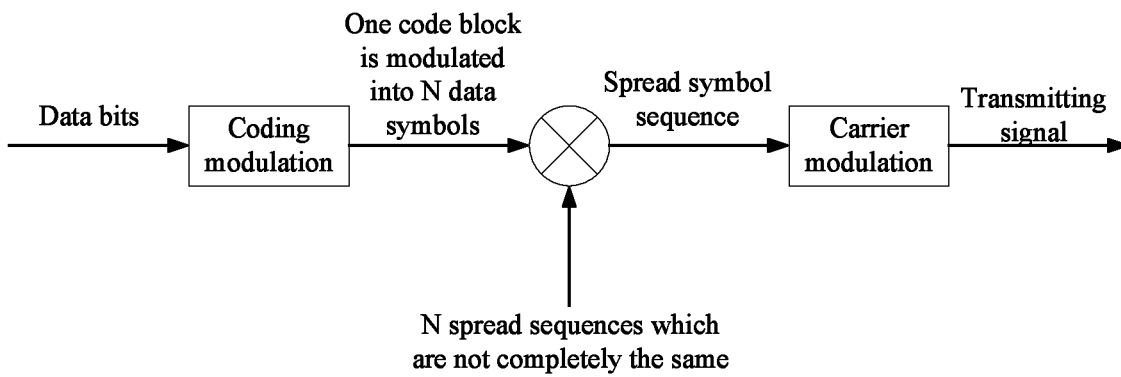 Data bits
Coding
modulation
One code block
is modulated
into N data
symbols
Spread symbol
sequence
Carrier
modulation
Transmitting
signal
N spread sequences which
are not completely the same